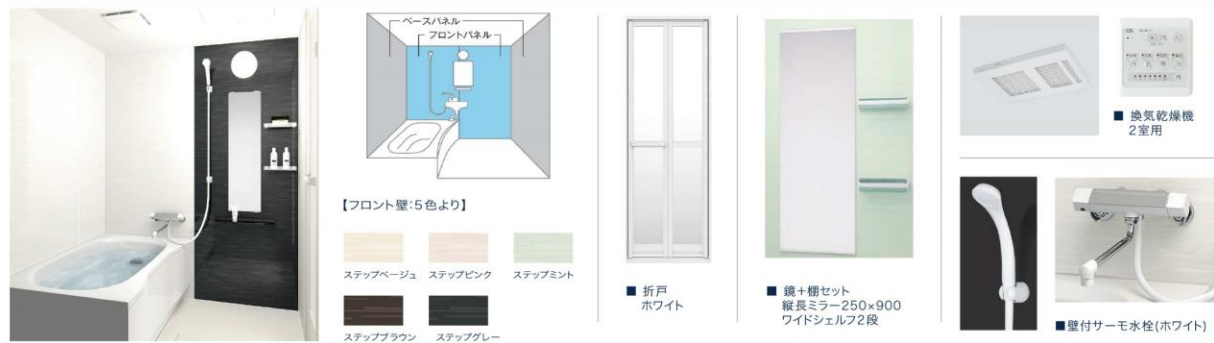 ベースパネル
フロントパネル
【フロント壁:5色より】
ステップベージュ
ステップピンク
ステップミント
ステップブラウン
ステップグレー
■ 折戸
ホワイト
■ 鏡+棚セット
縦長ミラー250×900
ワイドシェルフ2段
■ 換気乾燥機
2室用
■壁付サーモ水栓(ホワイト)